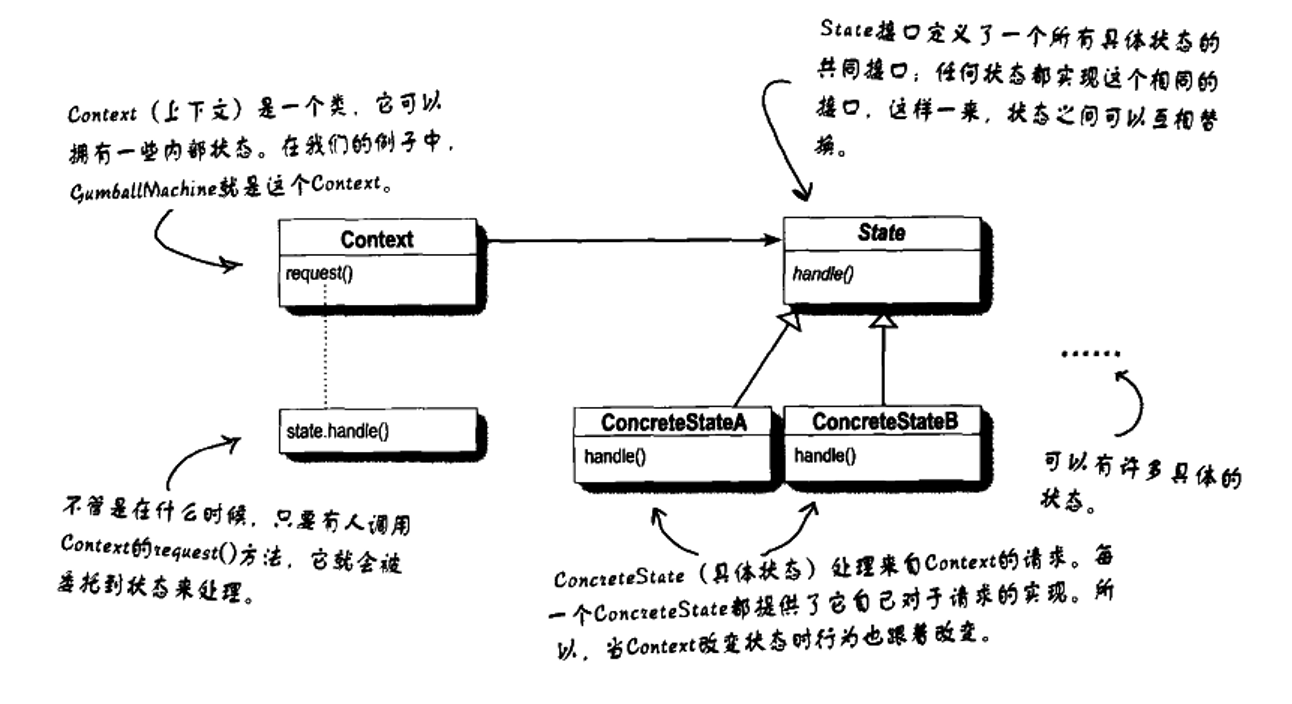 State接口定义了一个所有具体状态的
共同接口；任何状态都实现这个相同的
接口，这样一来，状态之间可以互相替
换。
Context（上下文）是一个类，它可以
拥有一些内部状态。在我们的例子中，
GumballMachine就是这个Context。
Context
request()
State
handle()
state.handle()
ConcreteStateA
handle()
ConcreteStateB
handle()
......
可以有许多具体的
状态。
不管是在什么时候，只要有人调用
Context的request()方法，它就会被
委托到状态来处理。
ConcreteState（具体状态）处理来自Context的请求。每
一个ConcreteState都提供了它自己对于请求的实现。所
以，当Context改变状态时行为也跟着改变。